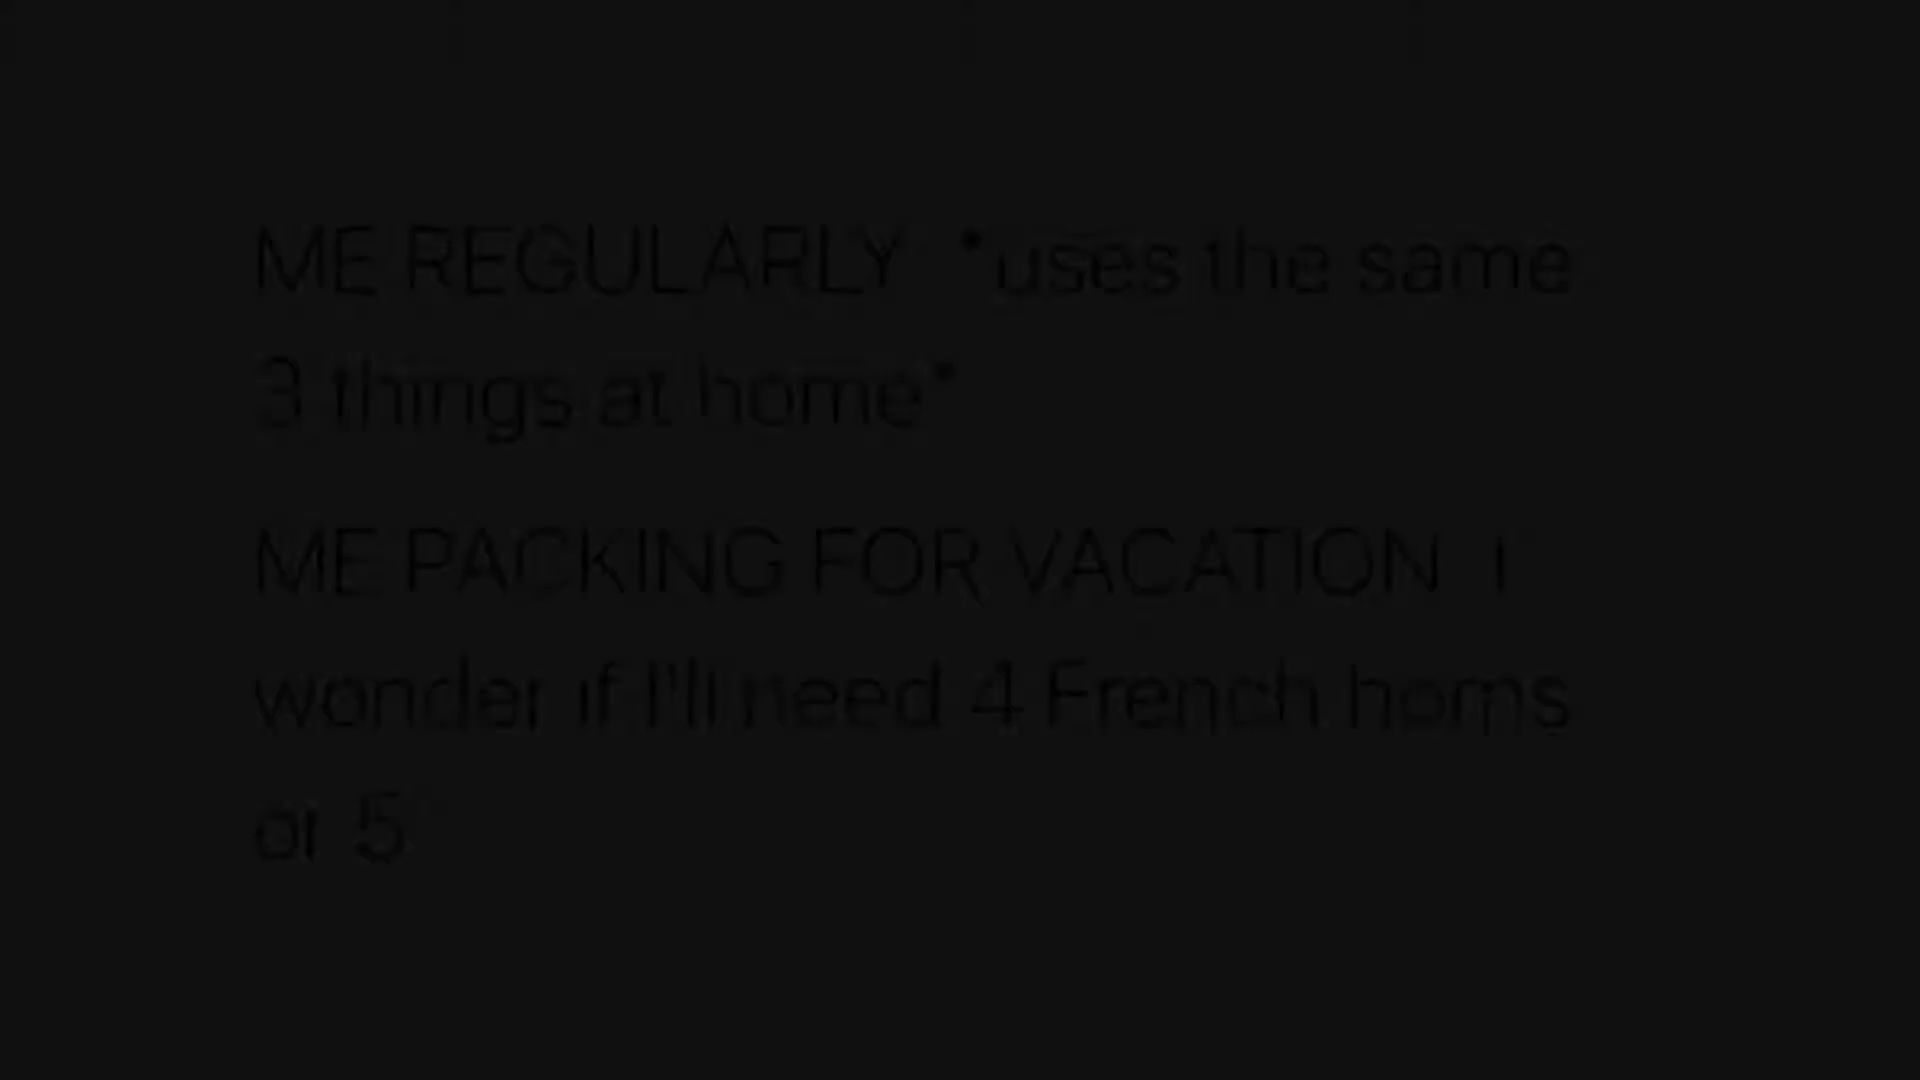 ME REGULARLY *uses the same
3 things at home*
ME PACKING FOR VACATION I
wonder if I'll need 4 French horns
or 5